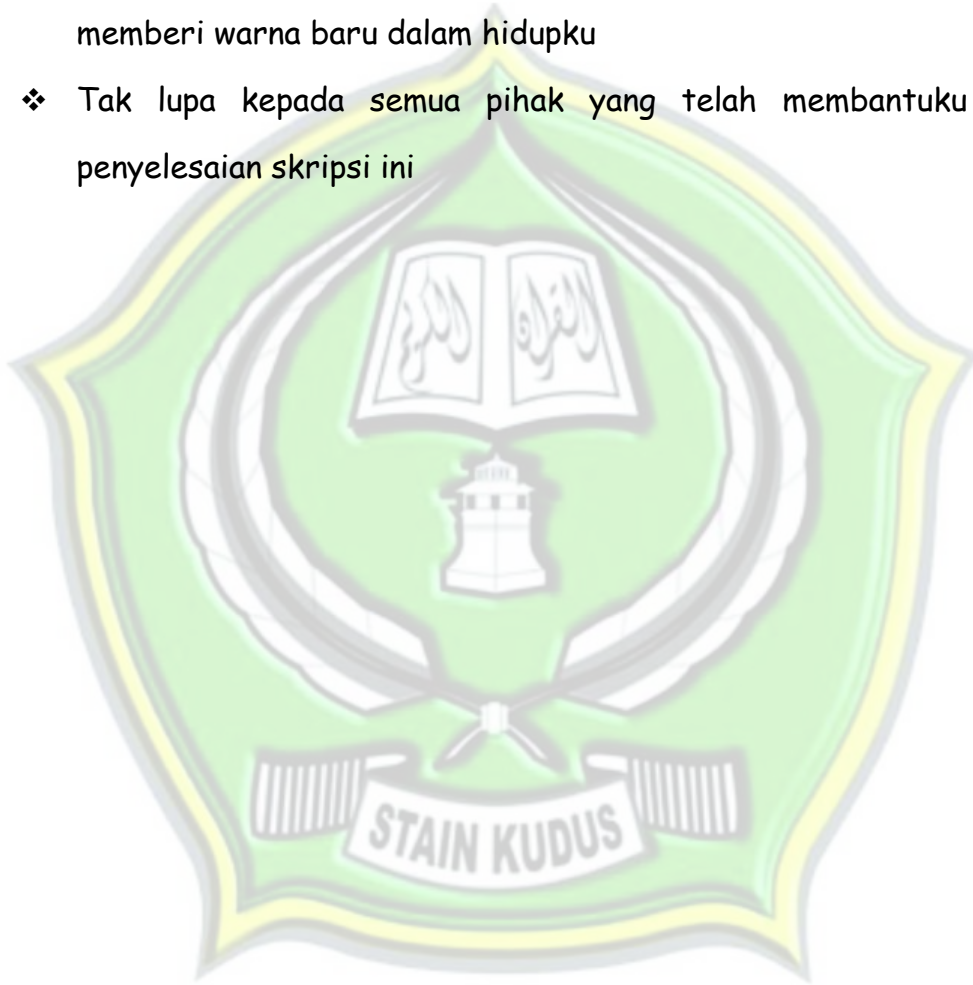 memberi warna baru dalam hidupku
❖ Tak lupa kepada semua pihak yang telah membantuku
penyelesaian skripsi ini
STAIN KUDUS